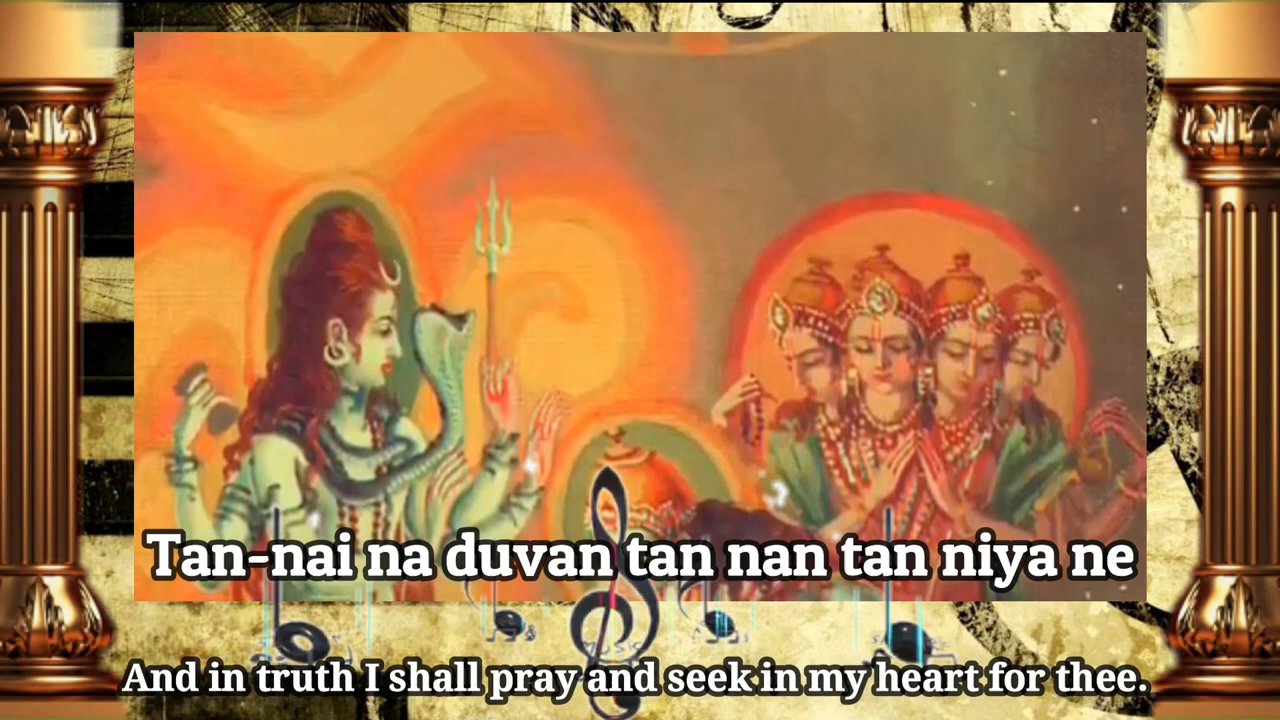 Tan-nai na duvan tan nan tan niya ne
MUSIC
And in truth I shall pray and seek in my heart for thee.